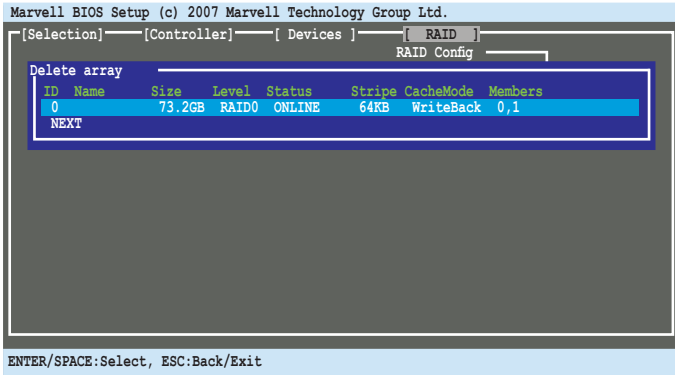 Marvell BIOS Setup (c) 2007 Marvell Technology Group Ltd.
[Selection] [Controller] [ Devices ] [ RAID ]
RAID Config
Delete array
ID Name Size Level Status Stripe CacheMode Members
0 73.2GB RAID0 ONLINE 64KB WriteBack 0,1
NEXT
ENTER/SPACE:Select, ESC:Back/Exit